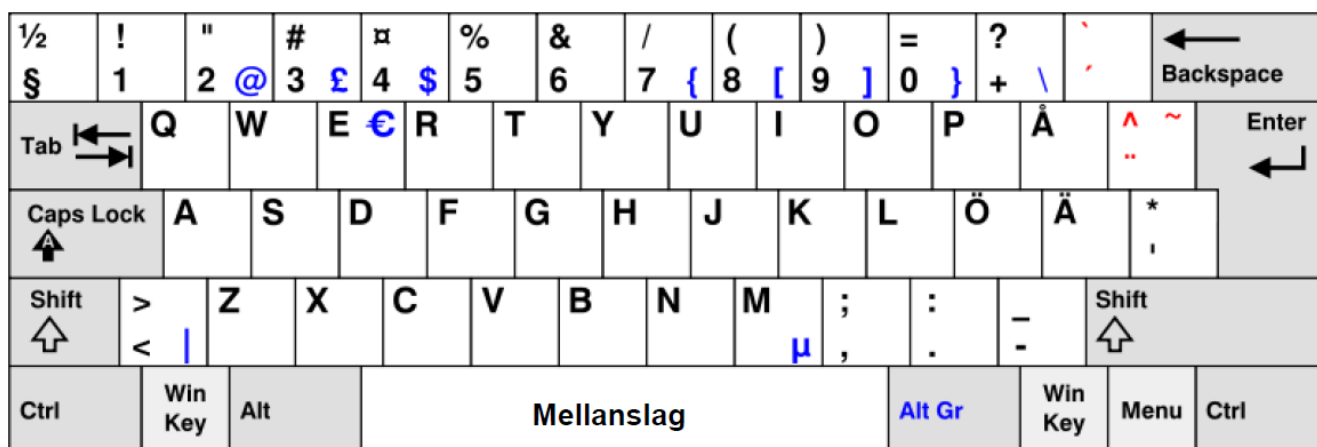 ½ ! " # ¤ % & / ( ) = ? `
§ 1 2 @ 3 £ 4 $ 5 6 7 { 8 [ 9 ] 0 } + \ ´ Backspace
Tab Q W E € R T Y U I O P Å ^ ~ ¨ Enter
Caps Lock A A S D F G H J K L Ö Ä * '
Shift > < | Z X C V B N M µ ; , : . _ - Shift
Ctrl Win Key Alt Mellanslag Alt Gr Win Key Menu Ctrl